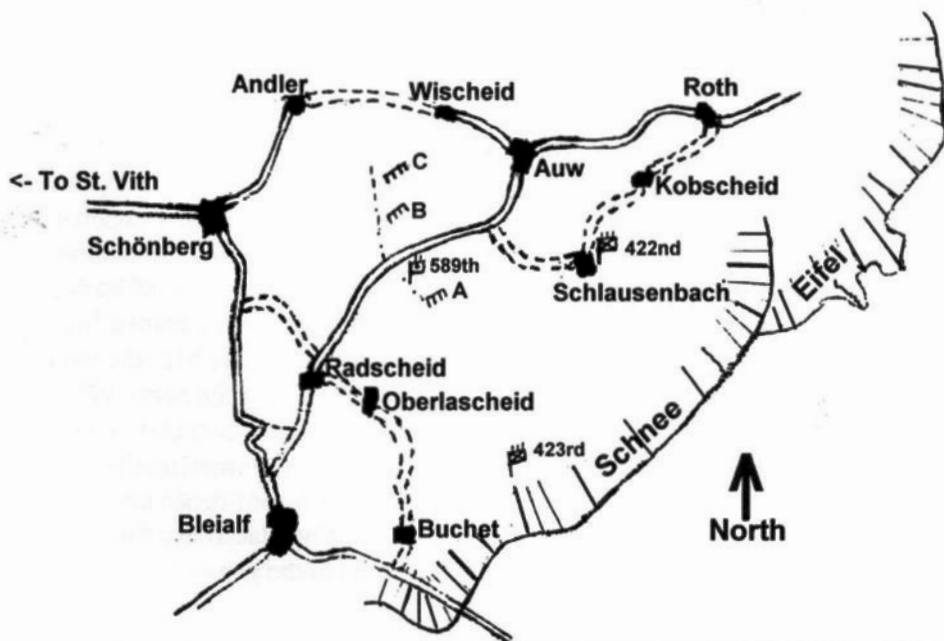 Andler
Wischeid
Roth
C
Auw
<- To St. Vith
Kobscheid
B
Schönberg
422nd
589th
Eifel
A
Schlausenbach
Radscheid
Oberlascheid
Schnee
423rd
Bleialf
Buchet
North